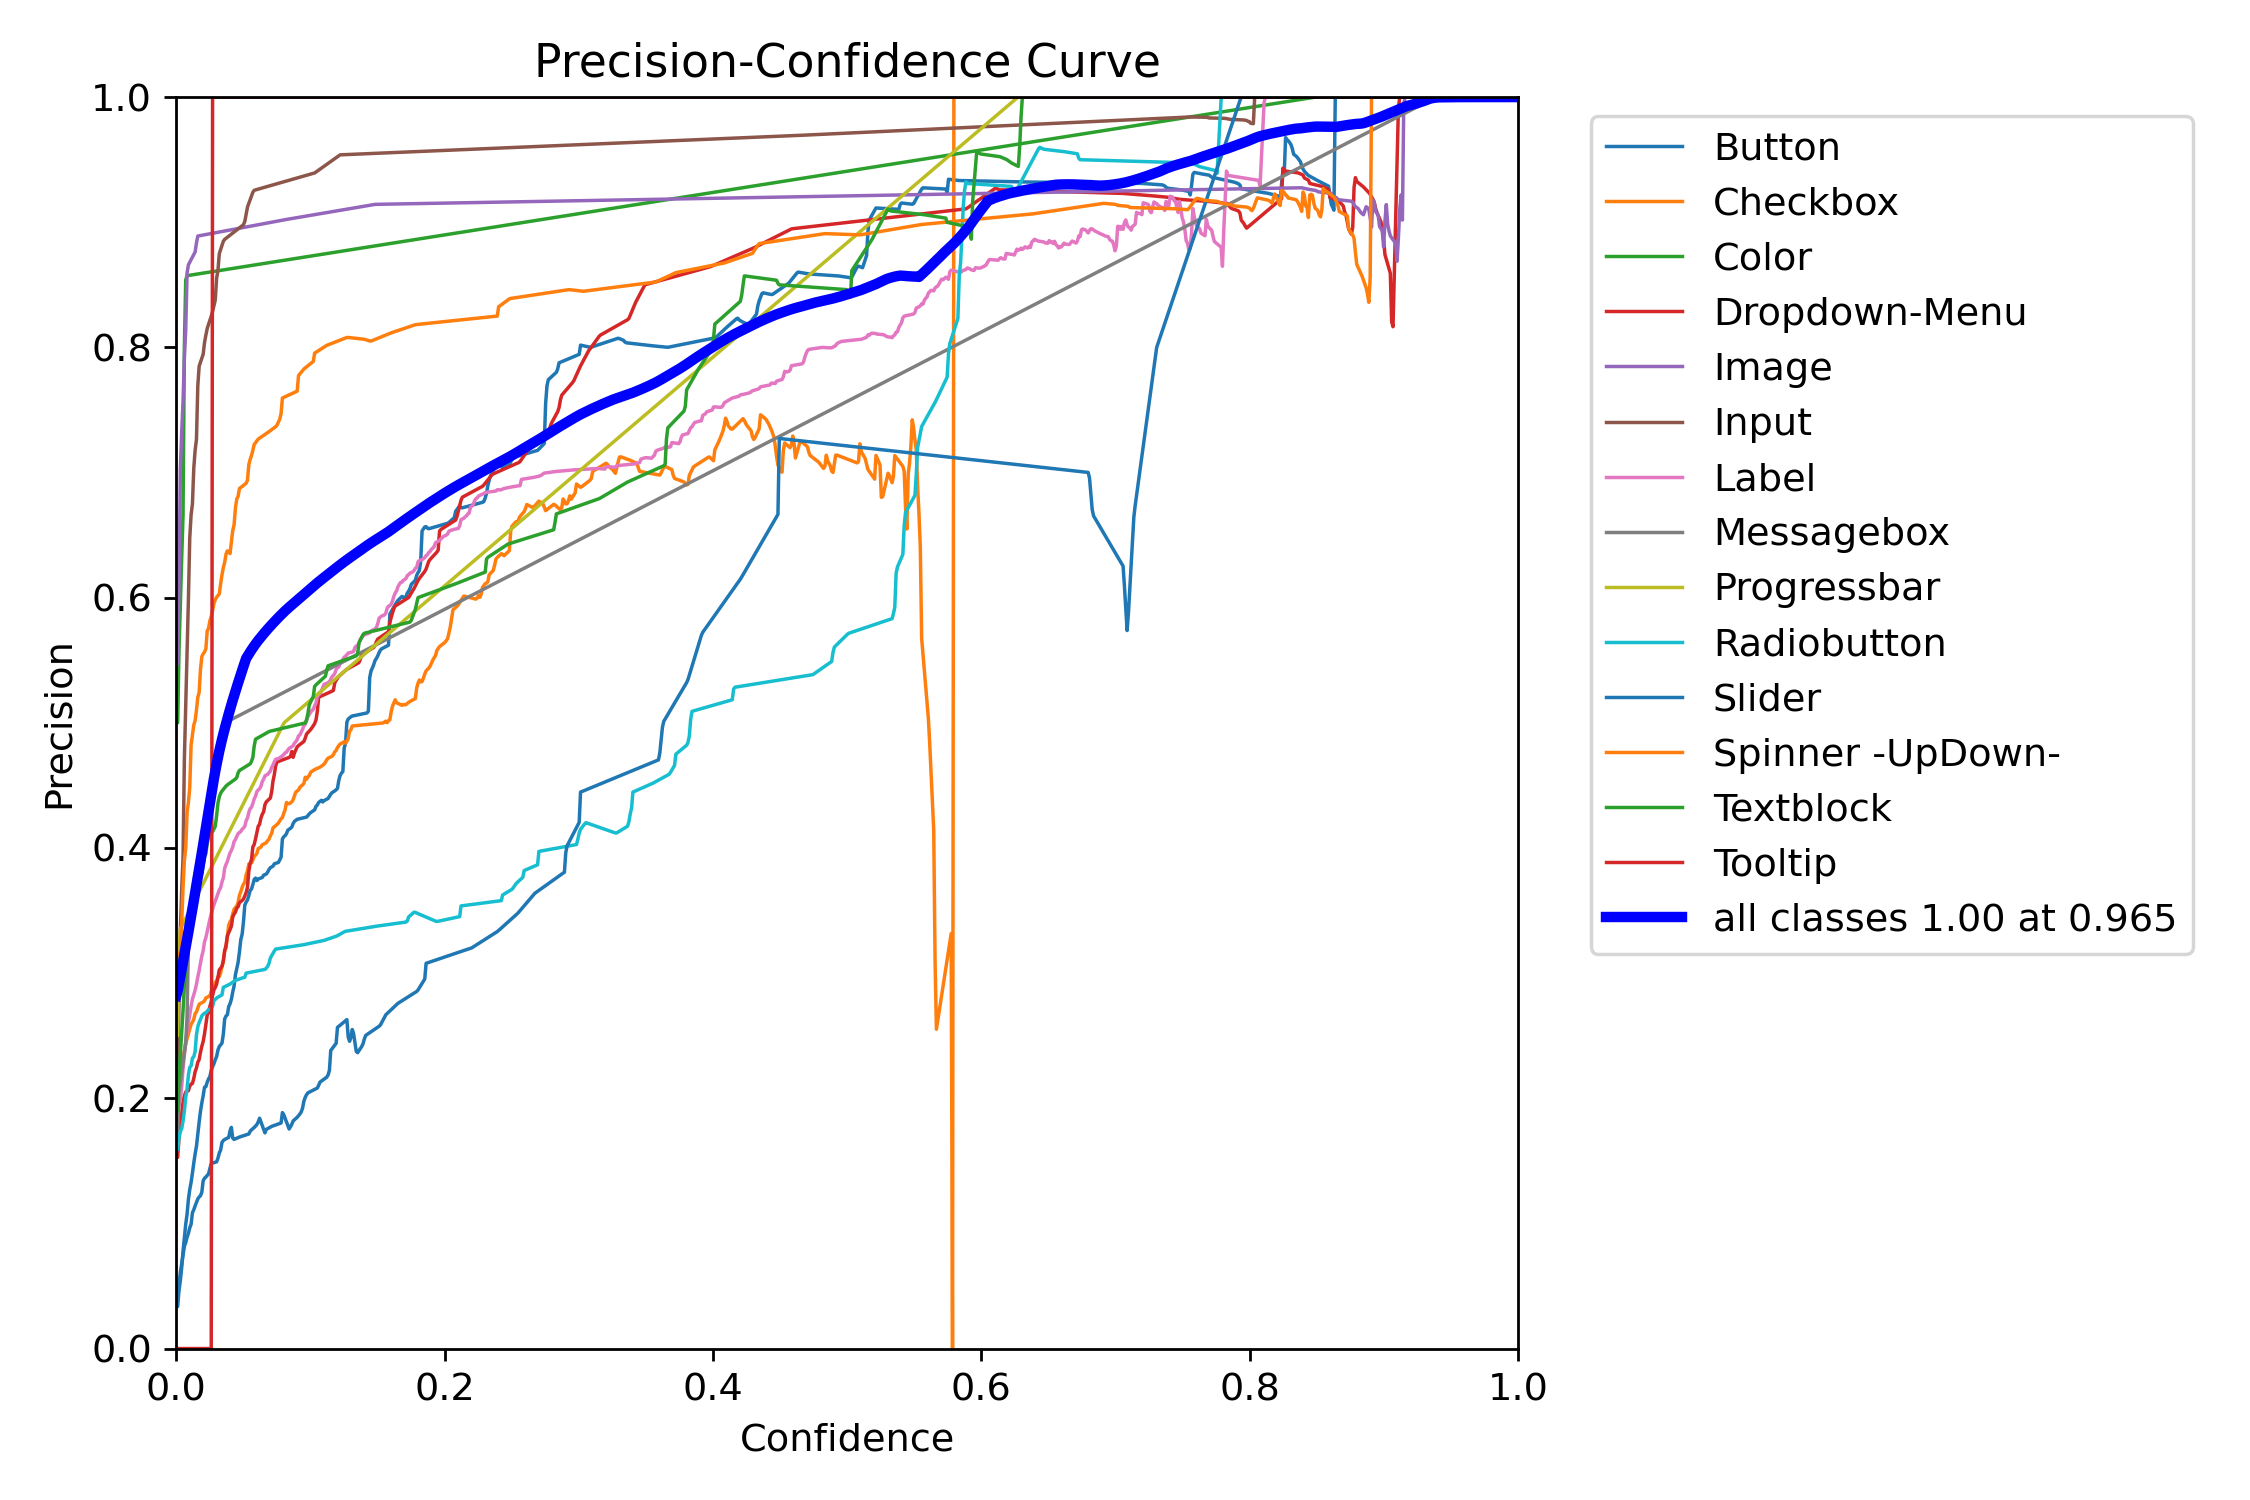 Precision-Confidence Curve
1.0
0.8
0.6
0.4
0.2
0.0
Precision
0.0 0.2 0.4 0.6 0.8 1.0
Confidence
Button
Checkbox
Color
Dropdown-Menu
Image
Input
Label
Messagebox
Progressbar
Radiobutton
Slider
Spinner -UpDown-
Textblock
Tooltip
all classes 1.00 at 0.965